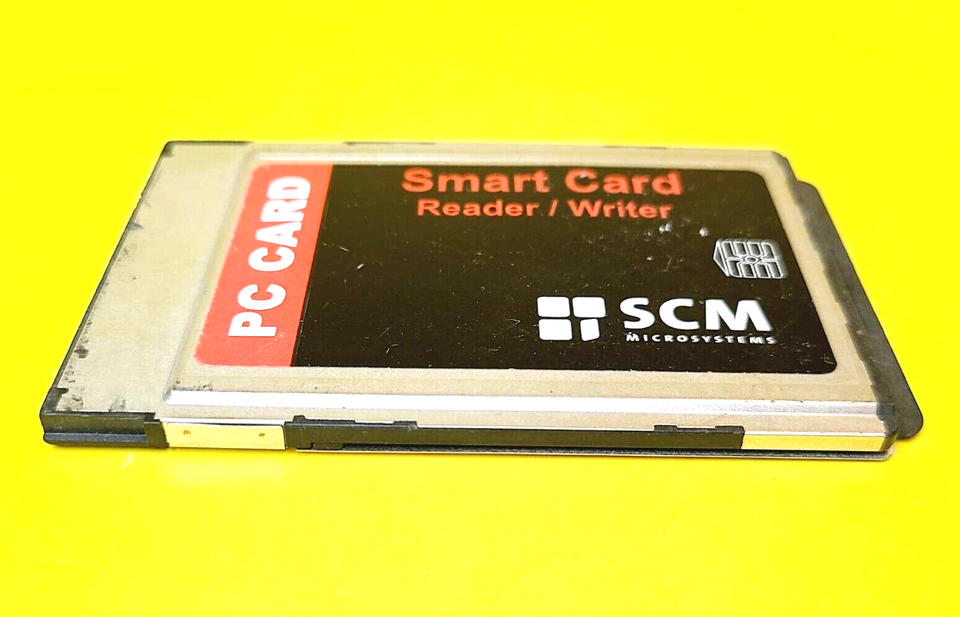 PC CARD
Smart Card
Reader / Writer
SCM
MICROSYSTEMS